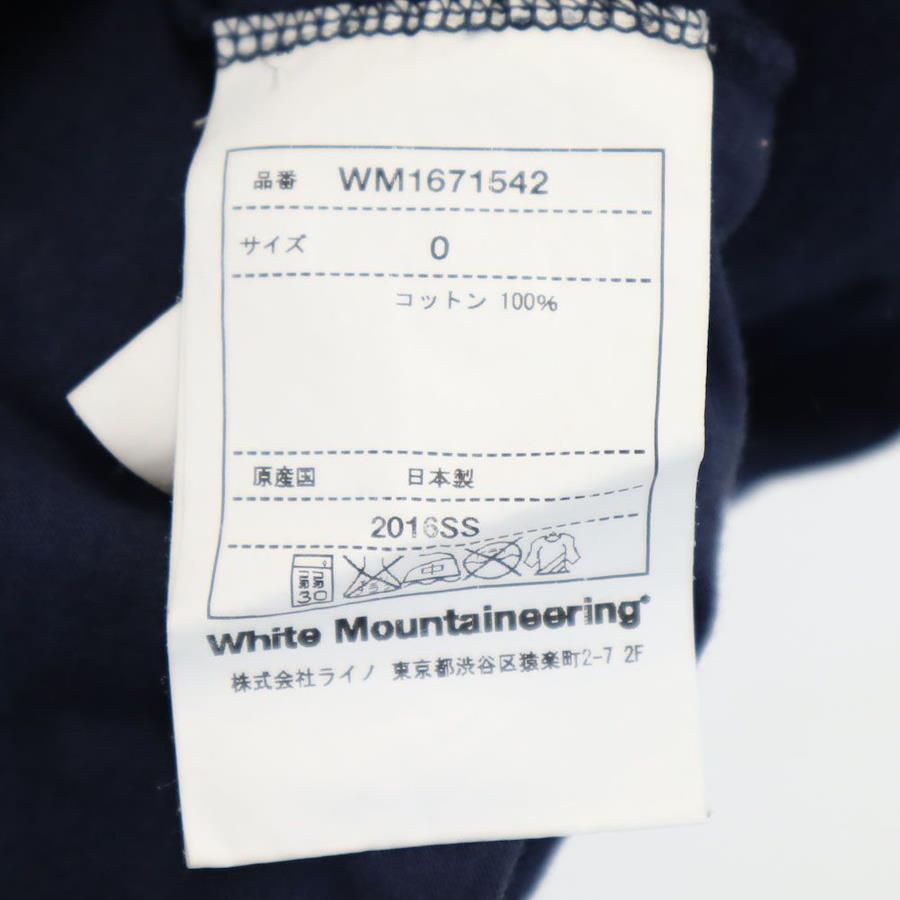 品番 WM1671542
サイズ 0
コットン 100%
原産国 日本製
2016SS
中
White Mountaineering
株式会社ライノ 東京都渋谷区猿楽町2-7 2F